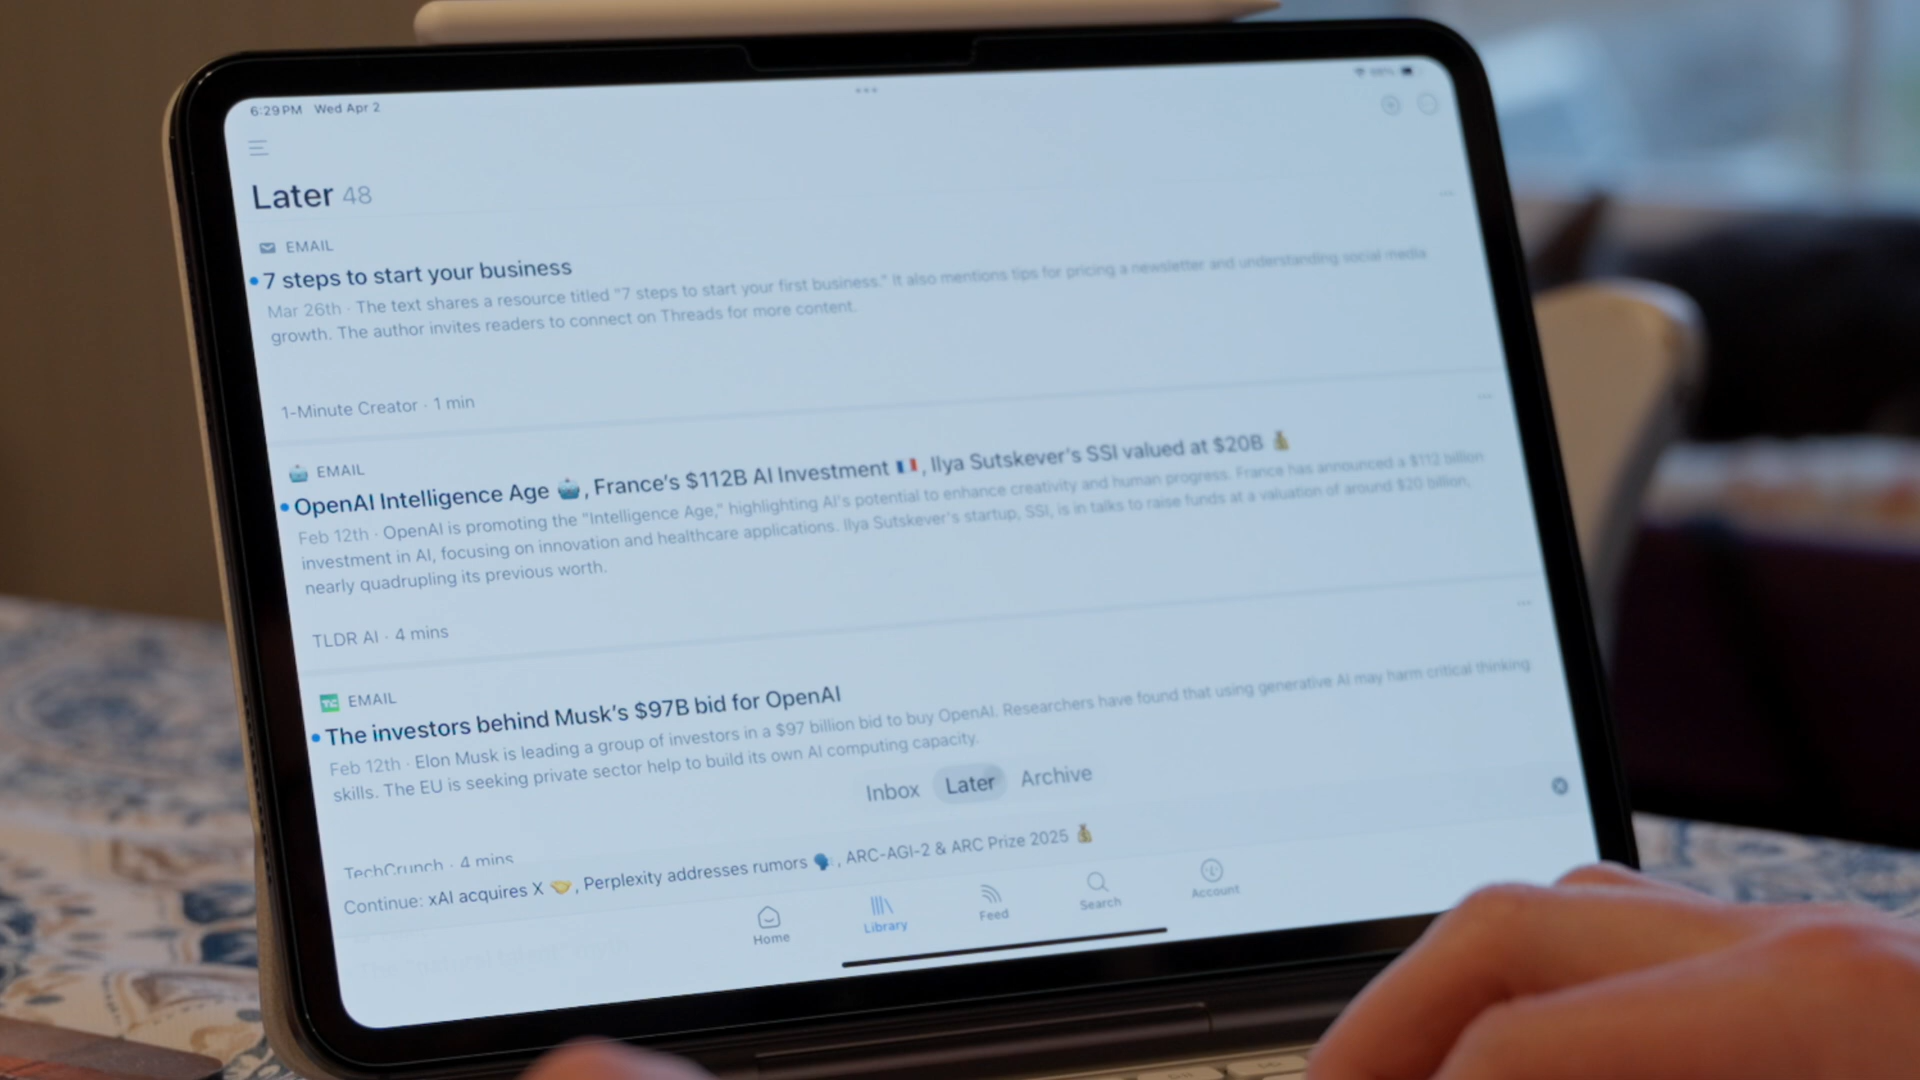 6:29 PM Wed Apr 2
Later 48
EMAIL
7 steps to start your business
Mar 26th · The text shares a resource titled "7 steps to start your first business." It also mentions tips for pricing a newsletter and understanding social media
growth. The author invites readers to connect on Threads for more content.
1-Minute Creator · 1 min
EMAIL
OpenAI Intelligence Age 🤖, France's $112B AI Investment 🇫🇷, Ilya Sutskever's SSI valued at $20B 💰
Feb 12th · OpenAI is promoting the "Intelligence Age," highlighting AI's potential to enhance creativity and human progress. France has announced a $112 billion
investment in AI, focusing on innovation and healthcare applications. Ilya Sutskever's startup, SSI, is in talks to raise funds at a valuation of around $20 billion,
nearly quadrupling its previous worth.
TLDR AI · 4 mins
EMAIL
The investors behind Musk's $97B bid for OpenAI
Feb 12th · Elon Musk is leading a group of investors in a $97 billion bid to buy OpenAI. Researchers have found that using generative AI may harm critical thinking
skills. The EU is seeking private sector help to build its own AI computing capacity.
Inbox Later Archive
TechCrunch · 4 mins
Continue: xAI acquires X 🤝, Perplexity addresses rumors 🗣️, ARC-AGI-2 & ARC Prize 2025 💰
Home Library Feed Search Account